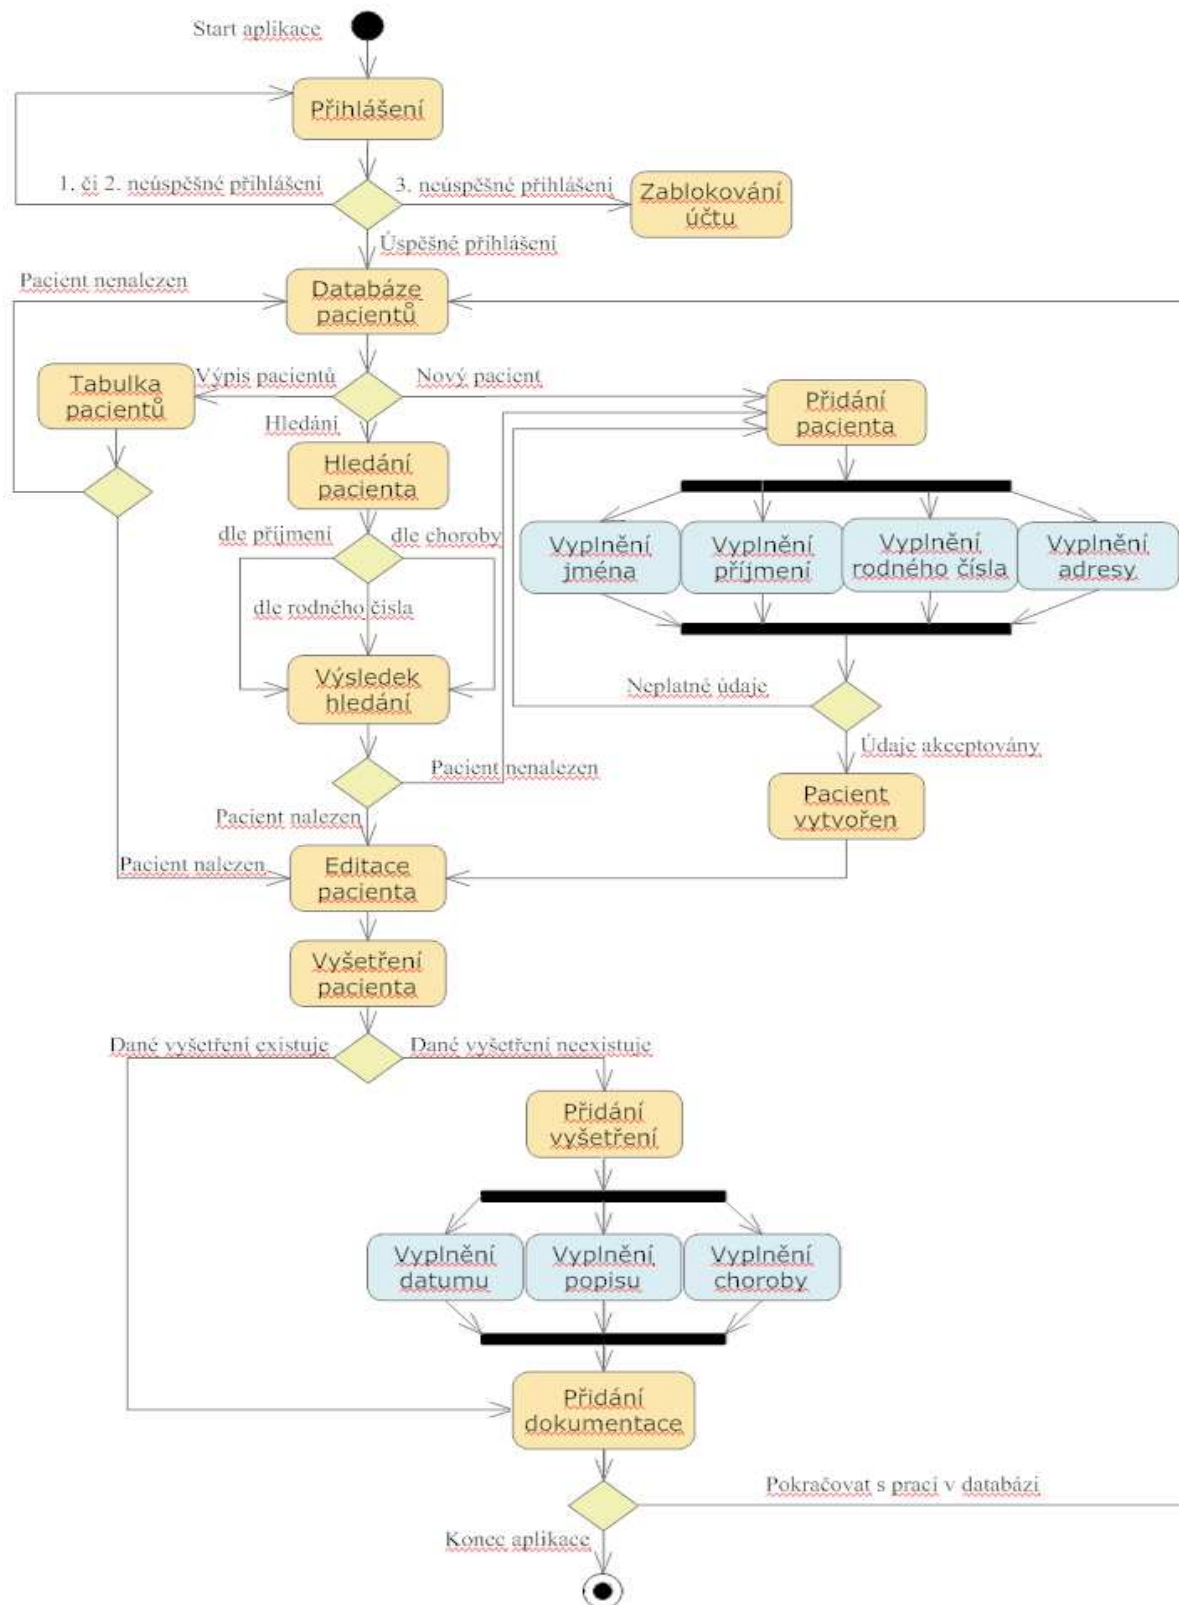 Start aplikace
Přihlášení
1. či 2. neúspěšné přihlášení
3. neúspěšné přihlášení
Zablokování
účtu
Úspěšné přihlášení
Pacient nenalezen
Databáze
pacientů
Tabulka
pacientů
Výpis pacientů
Nový pacient
Přidání
pacienta
Hledání
Hledání
pacienta
dle příjmení
dle choroby
dle rodného čísla
Vyplnění
jména
Vyplnění
příjmení
Vyplnění
rodného čísla
Vyplnění
adresy
Výsledek
hledání
Neplatné údaje
Údaje akceptovány
Pacient nenalezen
Pacient
vytvořen
Pacient nalezen
Pacient nalezen
Editace
pacienta
Vyšetření
pacienta
Dané vyšetření existuje
Dané vyšetření neexistuje
Přidání
vyšetření
Vyplnění
datumu
Vyplnění
popisu
Vyplnění
choroby
Přidání
dokumentace
Pokračovat s prací v databázi
Konec aplikace